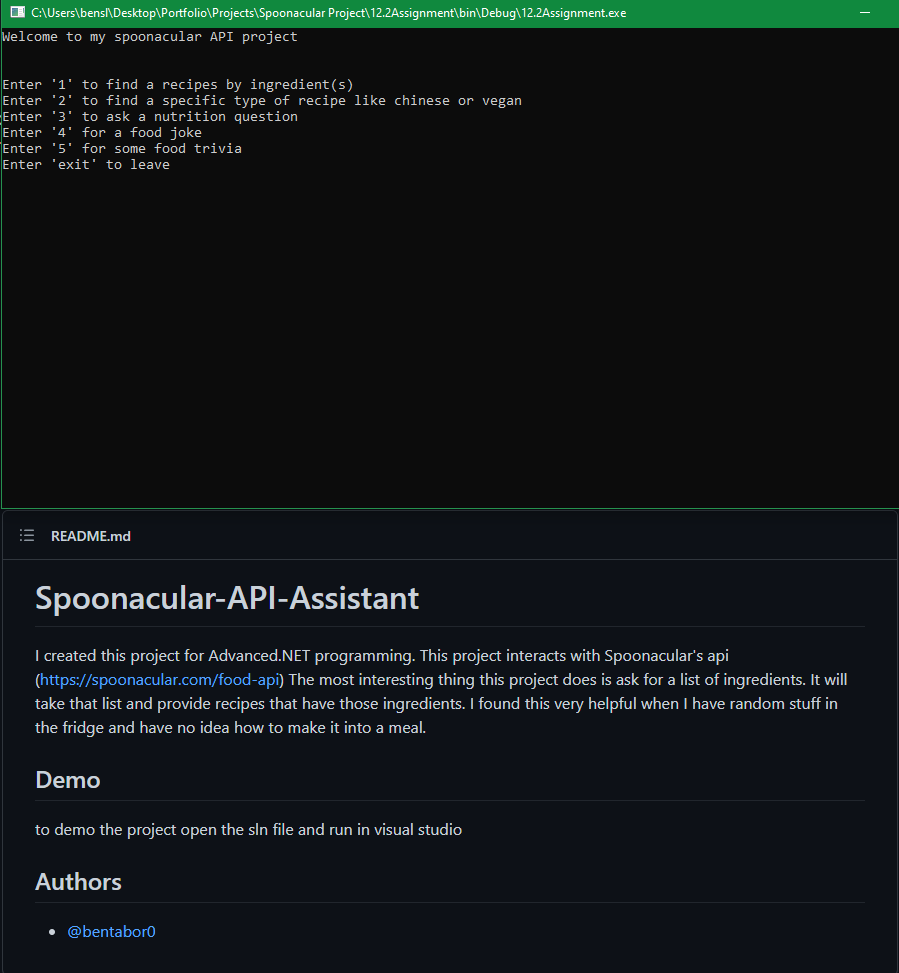 C:\Users\bensl\Desktop\Portfolio\Projects\Spoonacular Project\12.2Assignment\bin\Debug\12.2Assignment.exe
Welcome to my spoonacular API project
Enter '1' to find a recipes by ingredient(s)
Enter '2' to find a specific type of recipe like chinese or vegan
Enter '3' to ask a nutrition question
Enter '4' for a food joke
Enter '5' for some food trivia
Enter 'exit' to leave
README.md
Spoonacular-API-Assistant
I created this project for Advanced.NET programming. This project interacts with Spoonacular's api
(https://spoonacular.com/food-api) The most interesting thing this project does is ask for a list of ingredients. It will
take that list and provide recipes that have those ingredients. I found this very helpful when I have random stuff in
the fridge and have no idea how to make it into a meal.
Demo
to demo the project open the sln file and run in visual studio
Authors
• @bentabor0